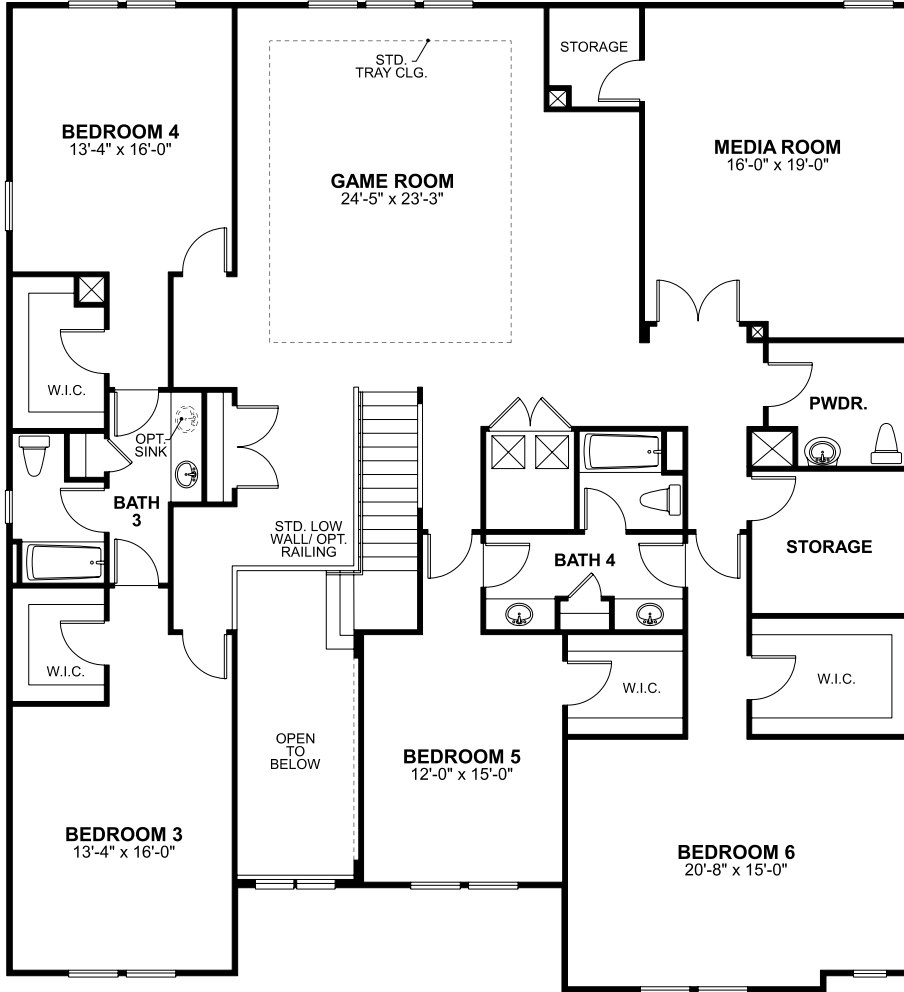 STORAGE
STD.
TRAY CLG.
BEDROOM 4
13'-4" x 16'-0"
MEDIA ROOM
16'-0" x 19'-0"
GAME ROOM
24'-5" x 23'-3"
W.I.C.
PWDR.
OPT.
SINK
BATH
3
STD. LOW
WALL/ OPT.
RAILING
BATH 4
STORAGE
W.I.C.
W.I.C.
W.I.C.
OPEN
TO
BELOW
BEDROOM 5
12'-0" x 15'-0"
BEDROOM 3
13'-4" x 16'-0"
BEDROOM 6
20'-8" x 15'-0"